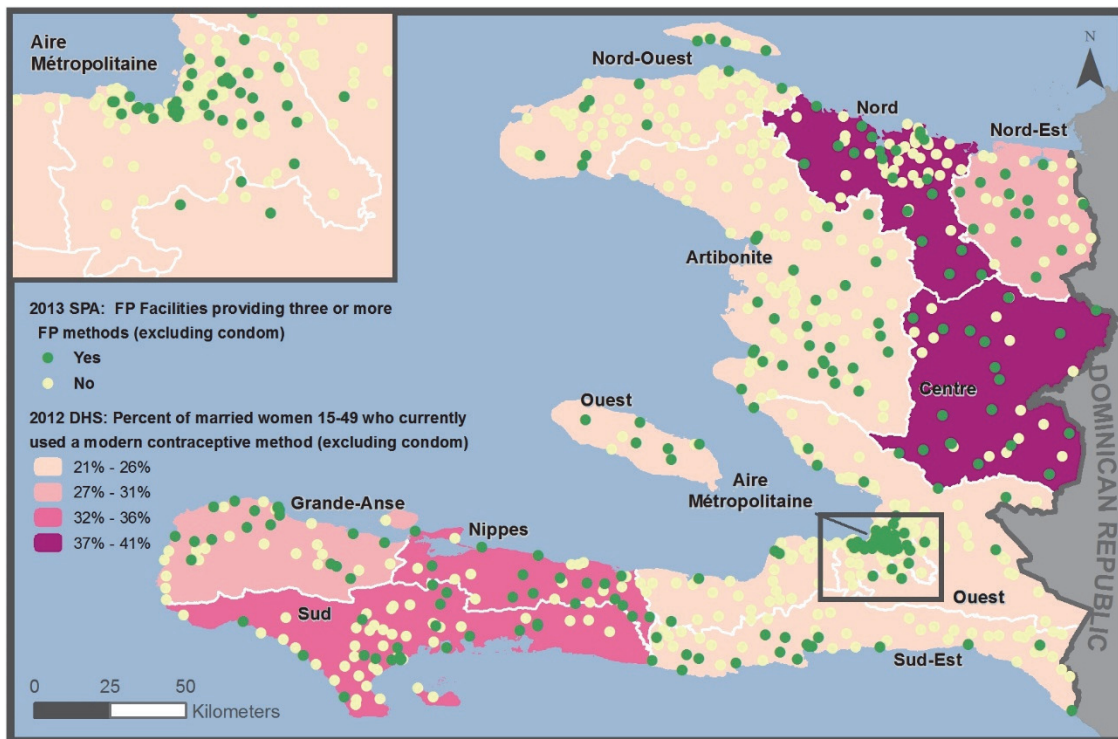 Aire
Métropolitaine
N
Nord-Ouest
Nord
Nord-Est
Artibonite
2013 SPA: FP Facilities providing three or more
FP methods (excluding condom)
Yes
No
2012 DHS: Percent of married women 15-49 who currently
used a modern contraceptive method (excluding condom)
21% - 26%
27% - 31%
32% - 36%
37% - 41%
Centre
DOMINICAN REPUBLIC
Ouest
Aire
Métropolitaine
Grande-Anse
Nippes
Sud
Ouest
Sud-Est
0 25 50
Kilometers